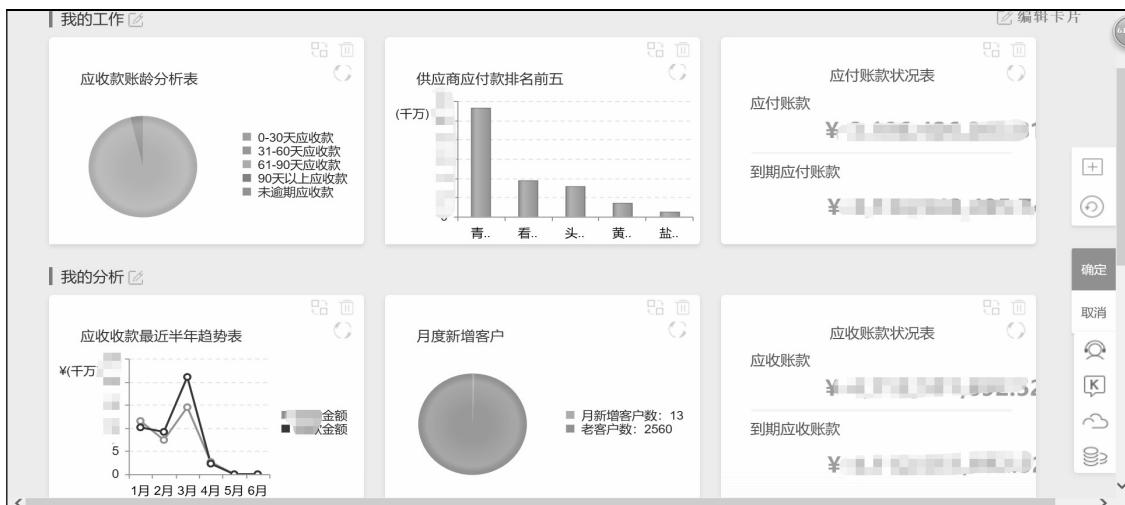 我的工作
编辑卡片
应收款账龄分析表
0-30天应收款
31-60天应收款
61-90天应收款
90天以上应收款
未逾期应收款
供应商应付款排名前五
(千万)
青.. 看.. 头.. 黄.. 盐..
应付账款状况表
应付账款
¥
到期应付账款
¥
确定
取消
我的分析
应收收款最近半年趋势表
¥(千万
5
0
1月 2月 3月 4月 5月 6月
金额
金额
月度新增客户
月新增客户数：13
老客户数：2560
应收账款状况表
应收账款
¥
到期应收账款
¥
K